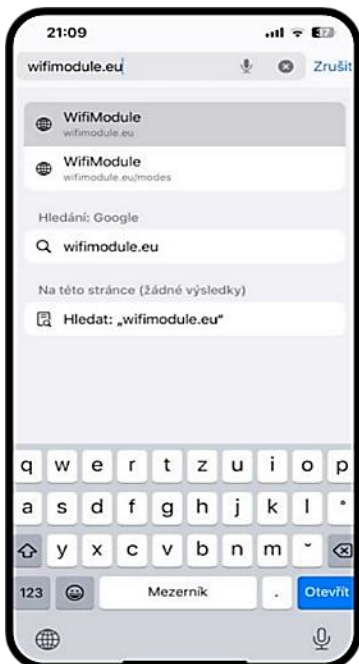 21:09 37
wifimodule.eu Zrušit
WifiModule
wifimodule.eu
WifiModule
wifimodule.eu/modes
Hledání: Google
wifimodule.eu
Na této stránce (žádné výsledky)
Hledat: „wifimodule.eu“
q w e r t z u i o p
a s d f g h j k l °
y x c v b n m ˇ
123 Mezerník . Otevřít